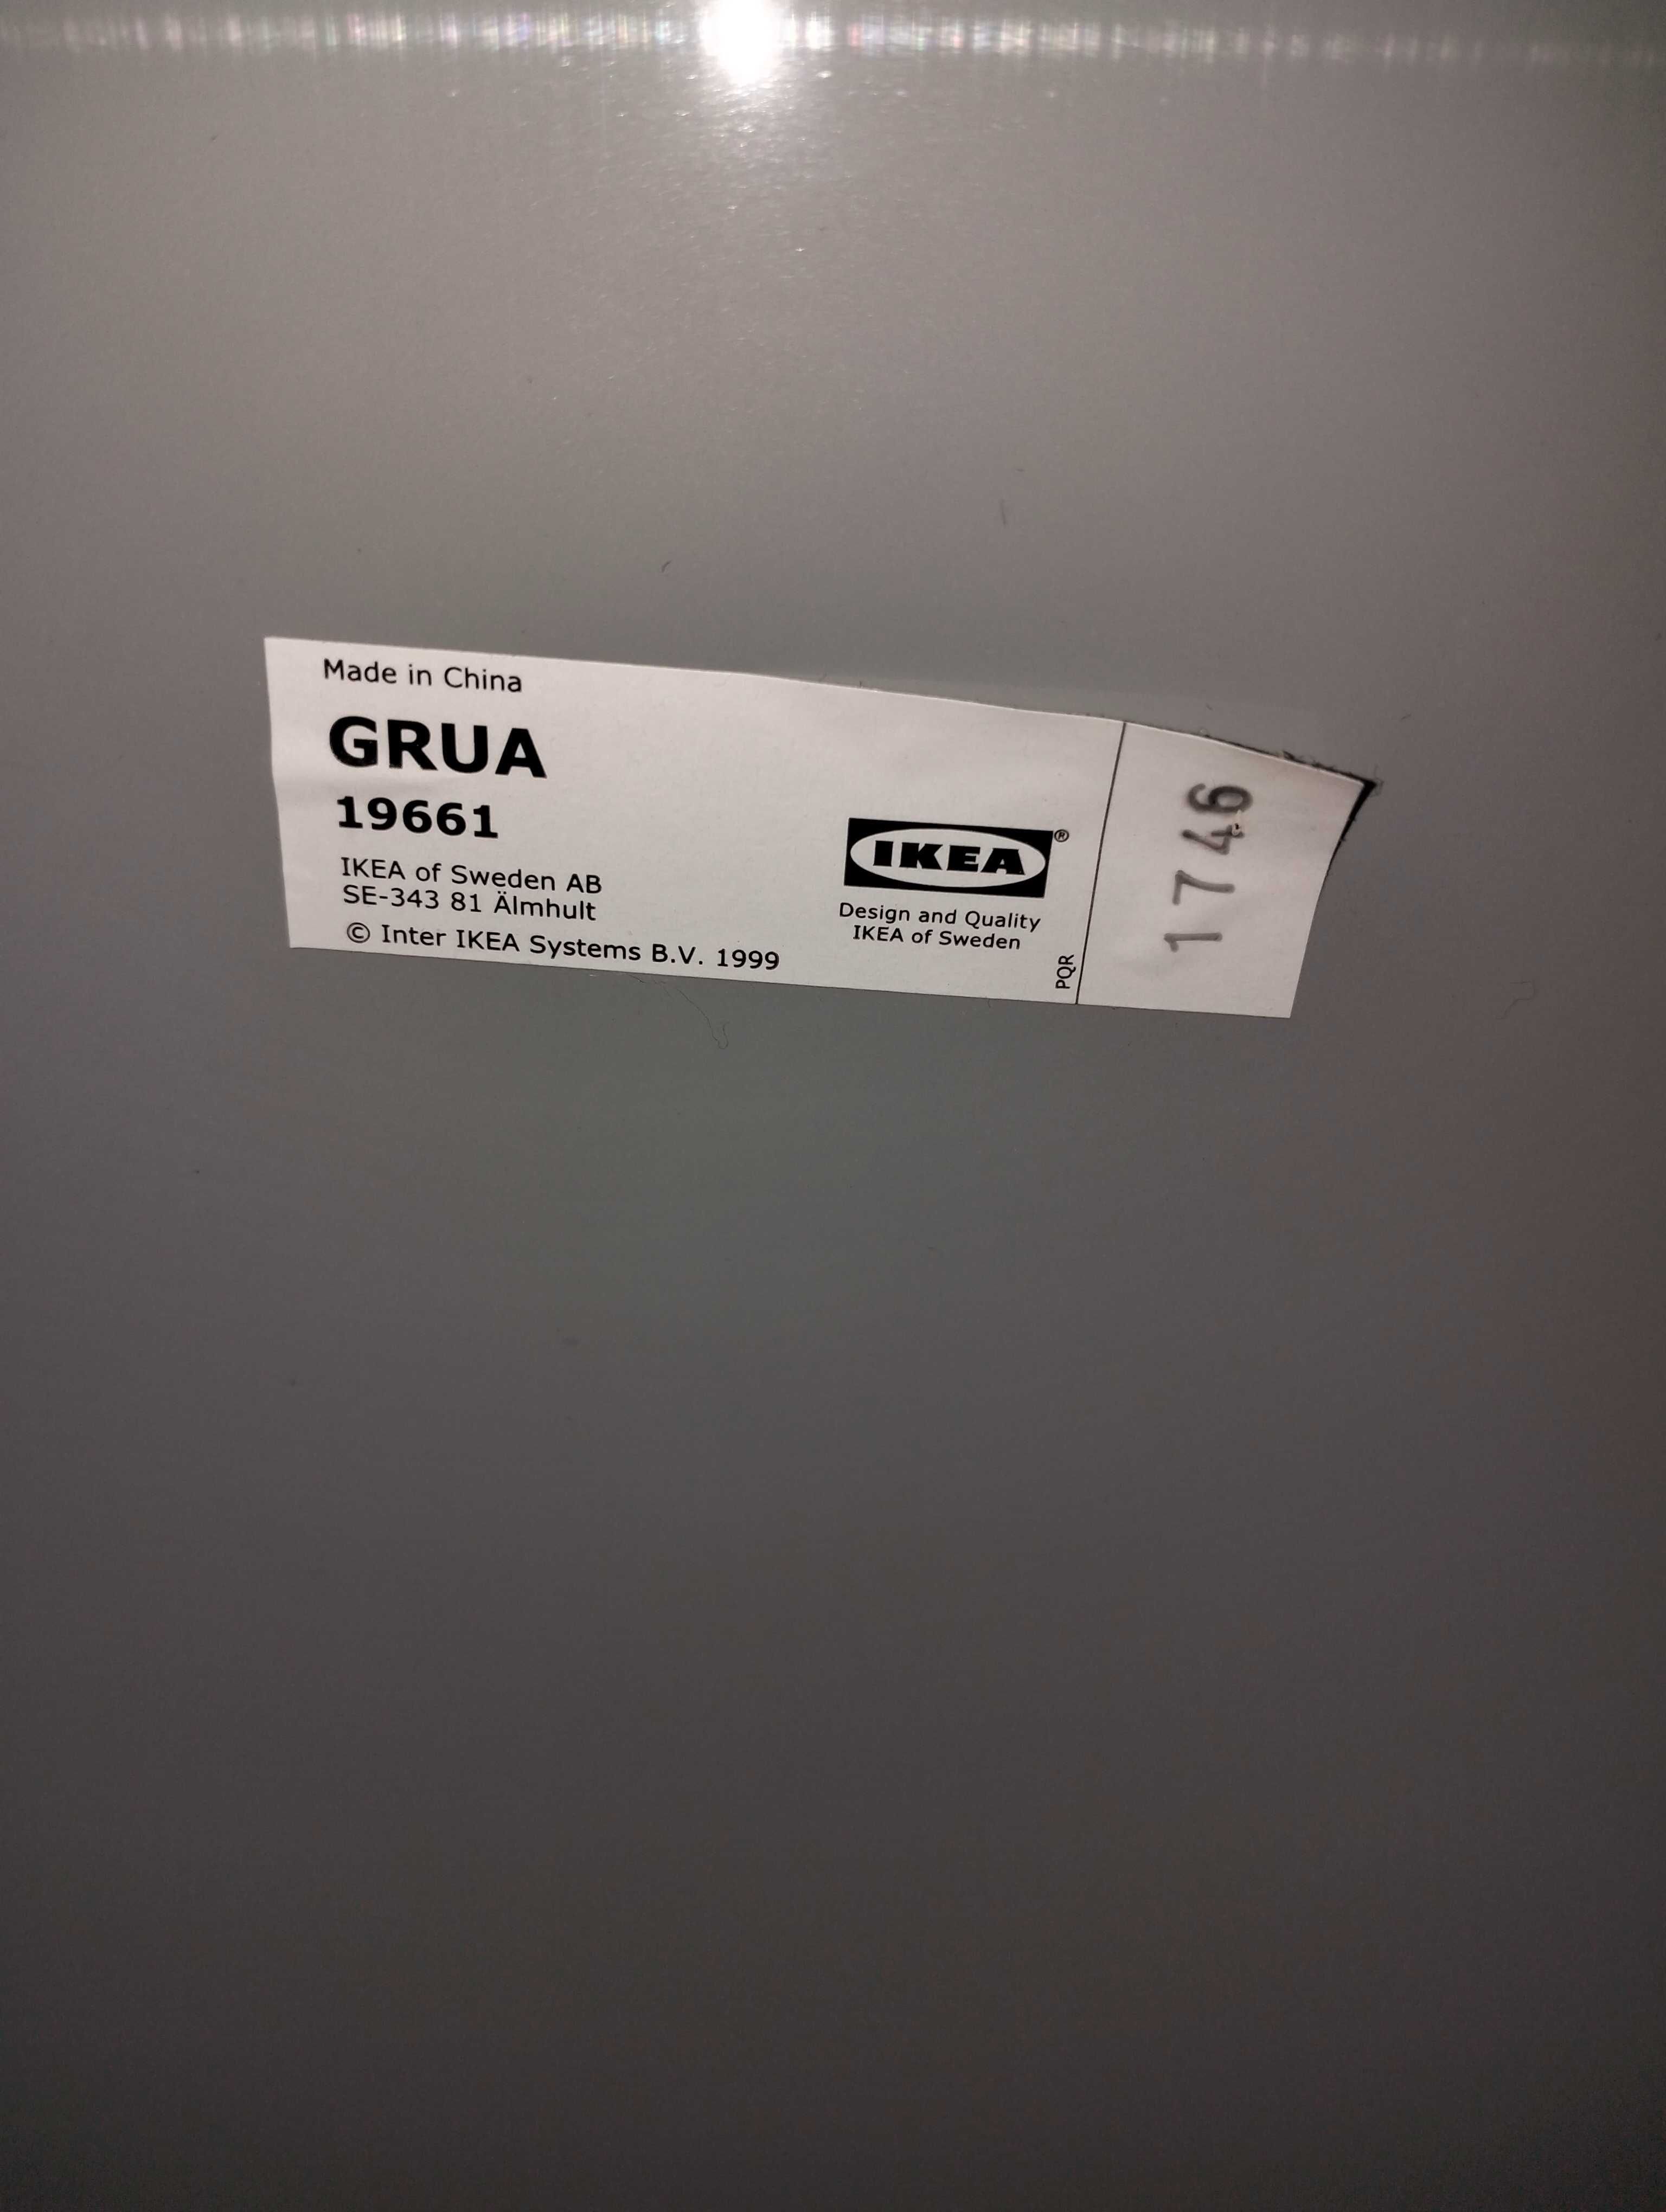 Made in China
GRUA
19661
IKEA of Sweden AB
SE-343 81 Älmhult
© Inter IKEA Systems B.V. 1999
IKEA®
Design and Quality
IKEA of Sweden
PQR
1746